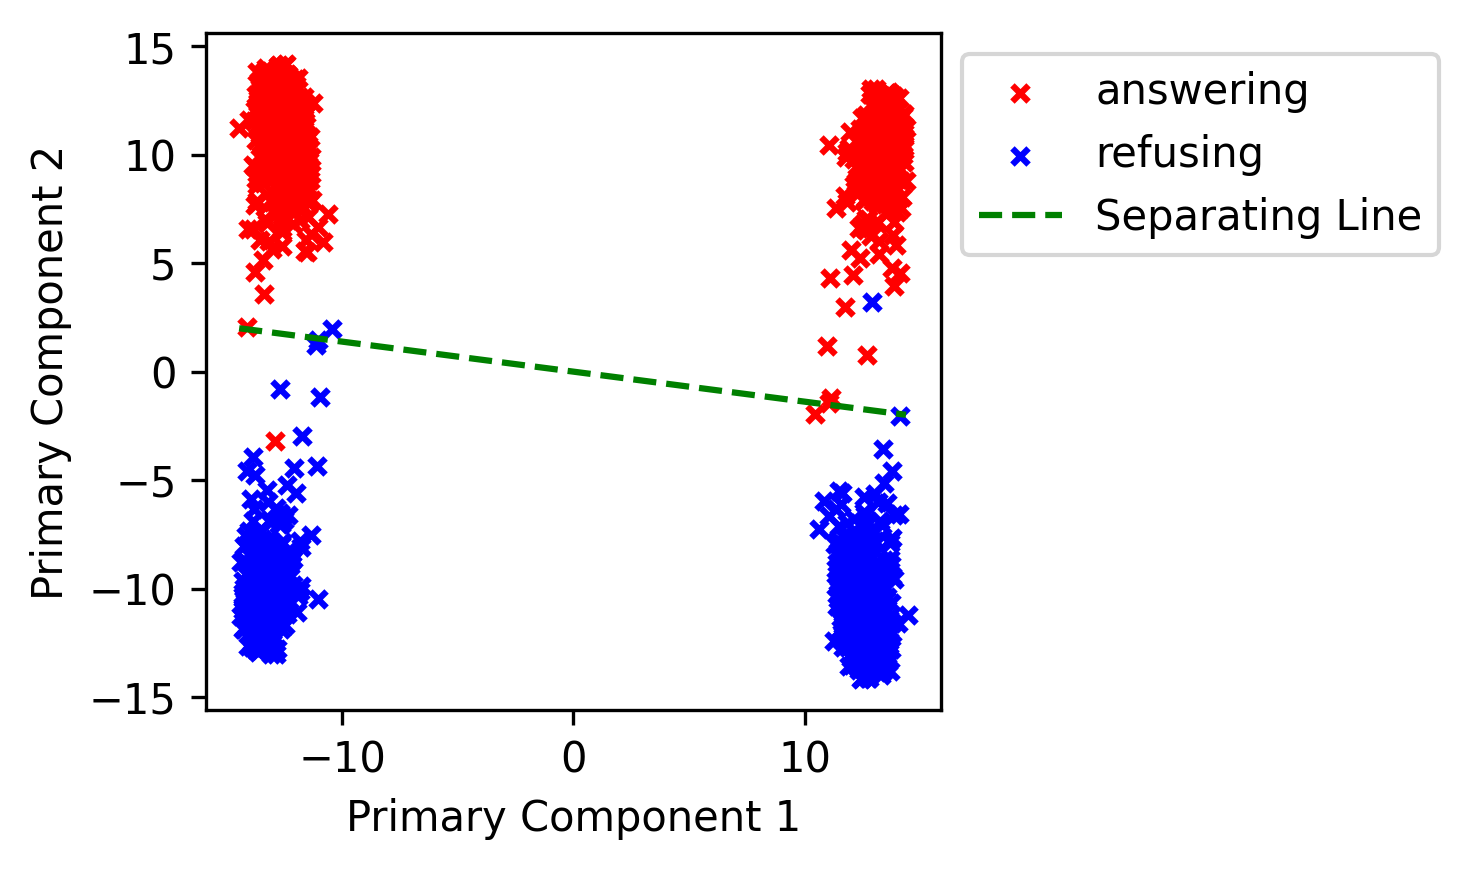 15
10
5
0
−5
−10
−15
−10
0
10
Primary Component 2
Primary Component 1
answering
refusing
Separating Line